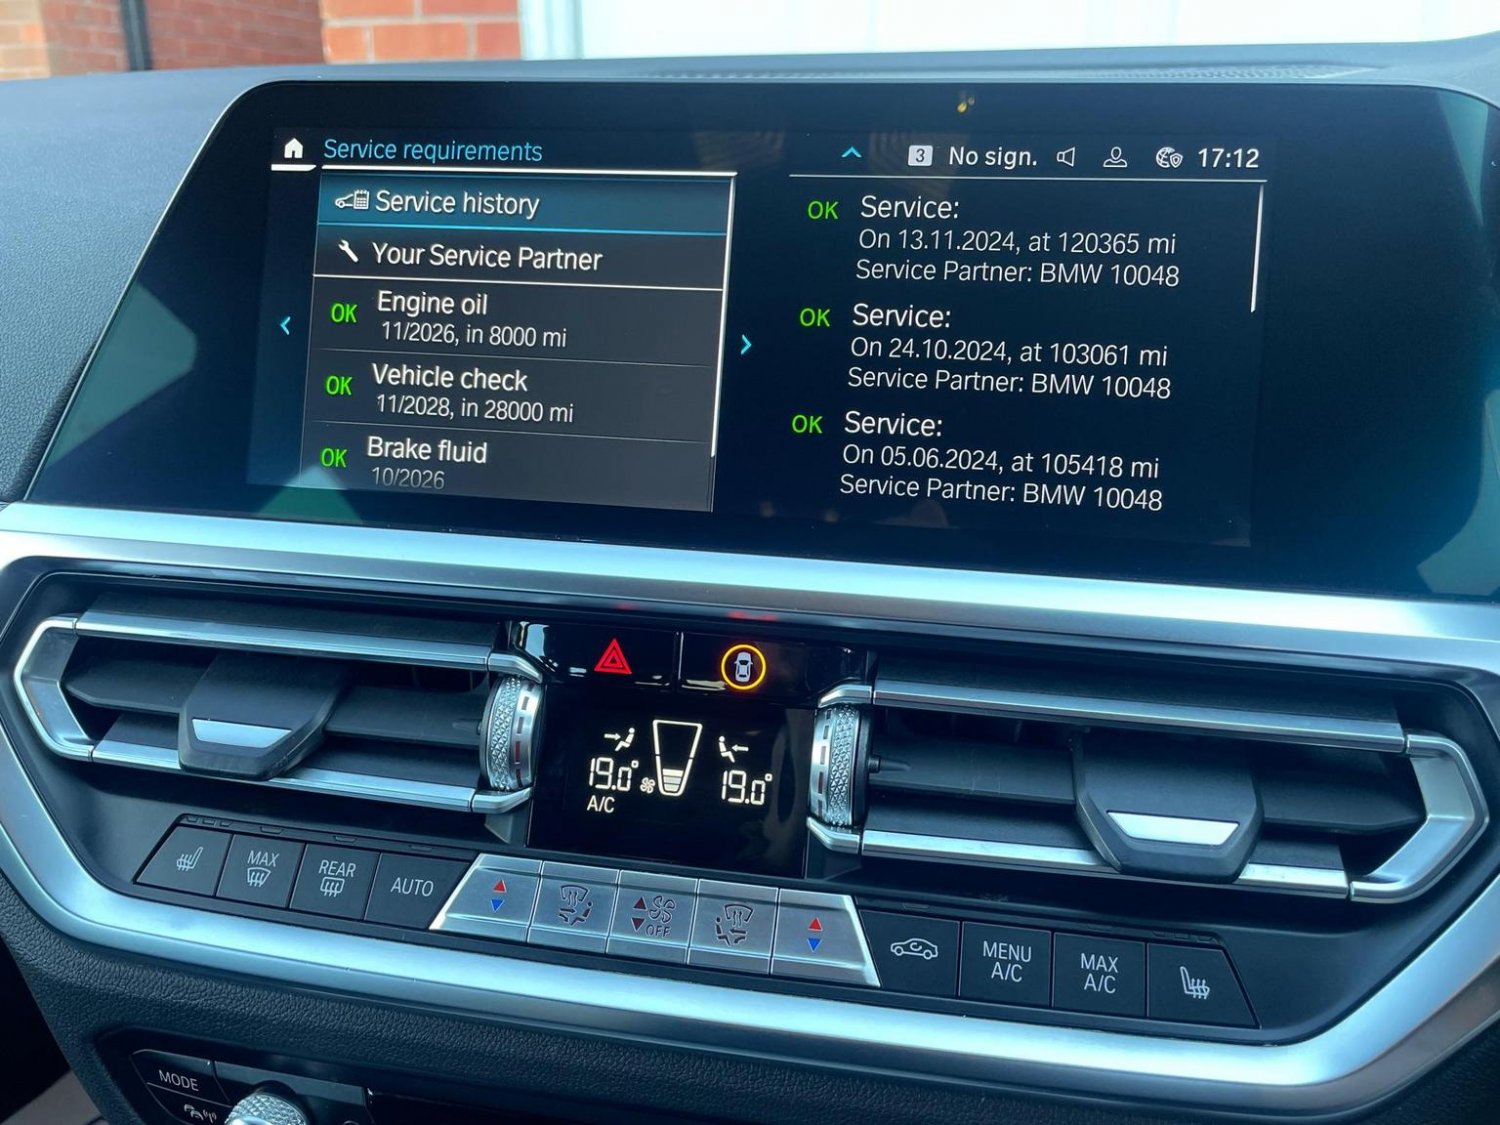 Service requirements
3 No sign. 17:12
Service history
Your Service Partner
OK Engine oil
11/2026, in 8000 mi
OK Vehicle check
11/2028, in 28000 mi
OK Brake fluid
10/2026
OK Service:
On 13.11.2024, at 120365 mi
Service Partner: BMW 10048
OK Service:
On 24.10.2024, at 103061 mi
Service Partner: BMW 10048
OK Service:
On 05.06.2024, at 105418 mi
Service Partner: BMW 10048
19.0° 19.0°
A/C
MAX
REAR
AUTO
OFF
MENU
A/C
MAX
A/C
MODE